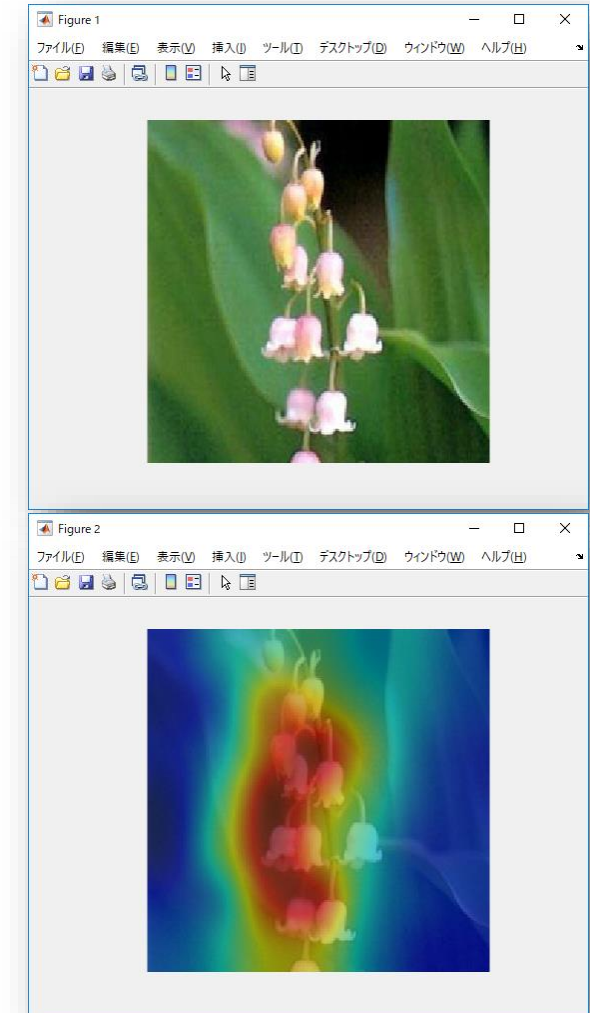 Figure 1
ファイル(F) 編集(E) 表示(V) 挿入(I) ツール(T) デスクトップ(D) ウィンドウ(W) ヘルプ(H)
Figure 2
ファイル(F) 編集(E) 表示(V) 挿入(I) ツール(T) デスクトップ(D) ウィンドウ(W) ヘルプ(H)